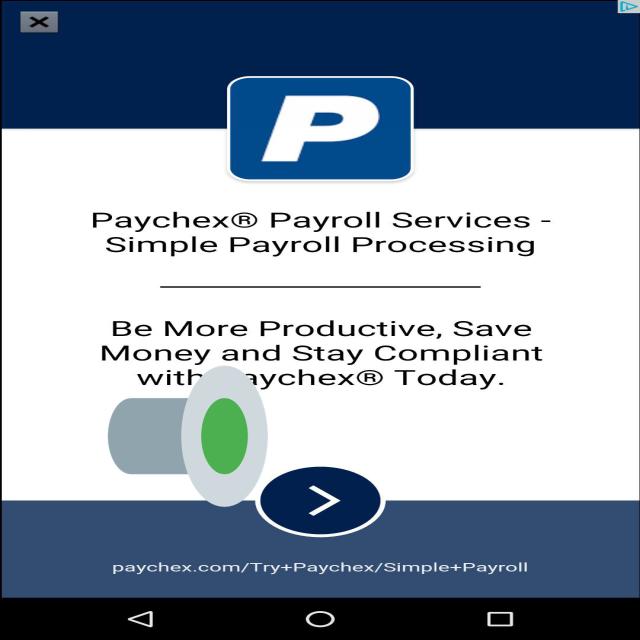 P
Paychex® Payroll Services -
Simple Payroll Processing
Be More Productive, Save
Money and Stay Compliant
with aychex® Today.
paychex.com/Try+Paychex/Simple+Payroll